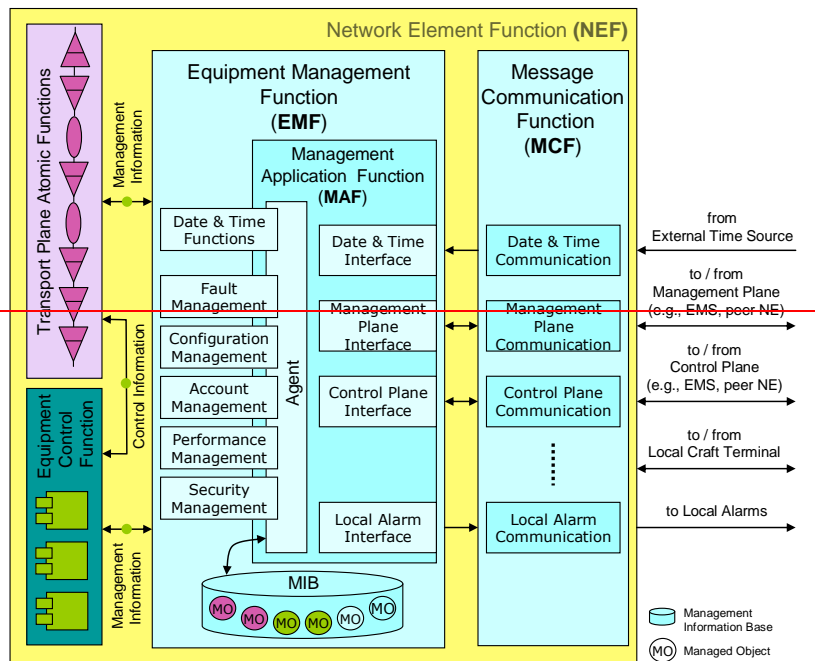 Network Element Function (NEF)
Transport Plane Atomic Functions
Management
Information
Control Information
Equipment
Control
Function
Management
Information
Equipment Management
Function
(EMF)
Management
Application Function
(MAF)
Date & Time
Functions
Fault
Management
Configuration
Management
Account
Management
Performance
Management
Security
Management
Agent
Date & Time
Interface
Management
Plane
Interface
Control Plane
Interface
Local Alarm
Interface
MIB
MO
MO
MO
MO
MO
MO
Message
Communication
Function
(MCF)
Date & Time
Communication
Management
Plane
Communication
Control Plane
Communication
Local Alarm
Communication
from
External Time Source
to / from
Management Plane
(e.g., EMS, peer NE)
to / from
Control Plane
(e.g., EMS, peer NE)
to / from
Local Craft Terminal
to Local Alarms
Management
Information Base
MO
Managed Object